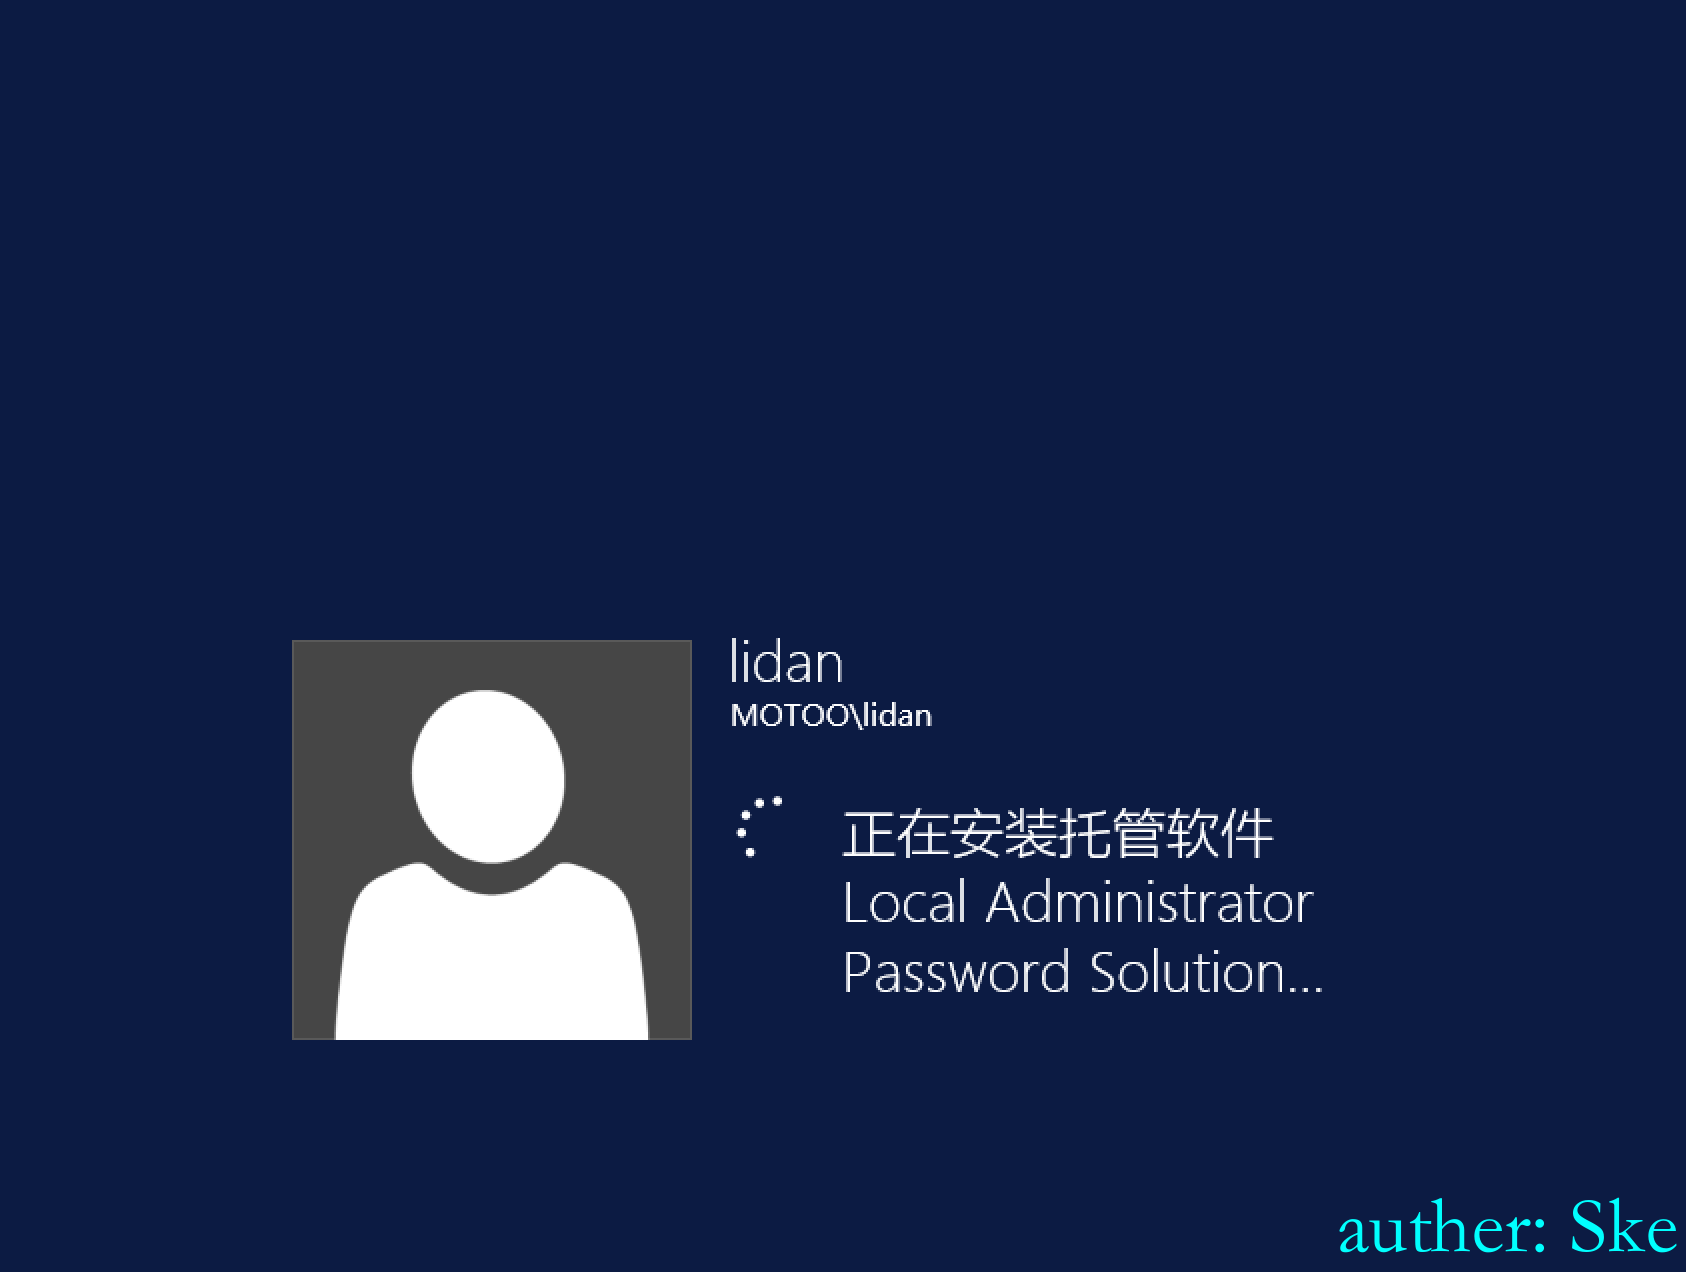 lidan
MOTOO\lidan
正在安装托管软件
Local Administrator
Password Solution...
auther: Ske